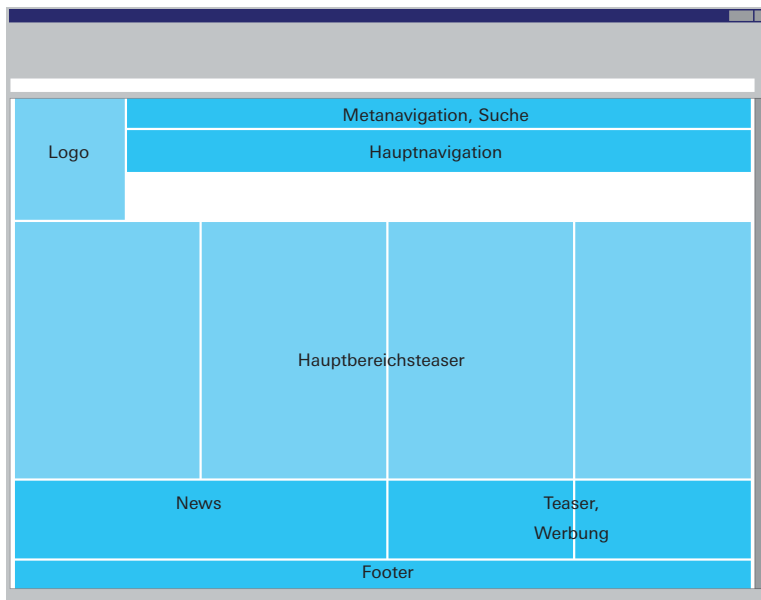 Metanavigation, Suche
Logo
Hauptnavigation
Hauptbereichsteaser
News
Teaser,
Werbung
Footer